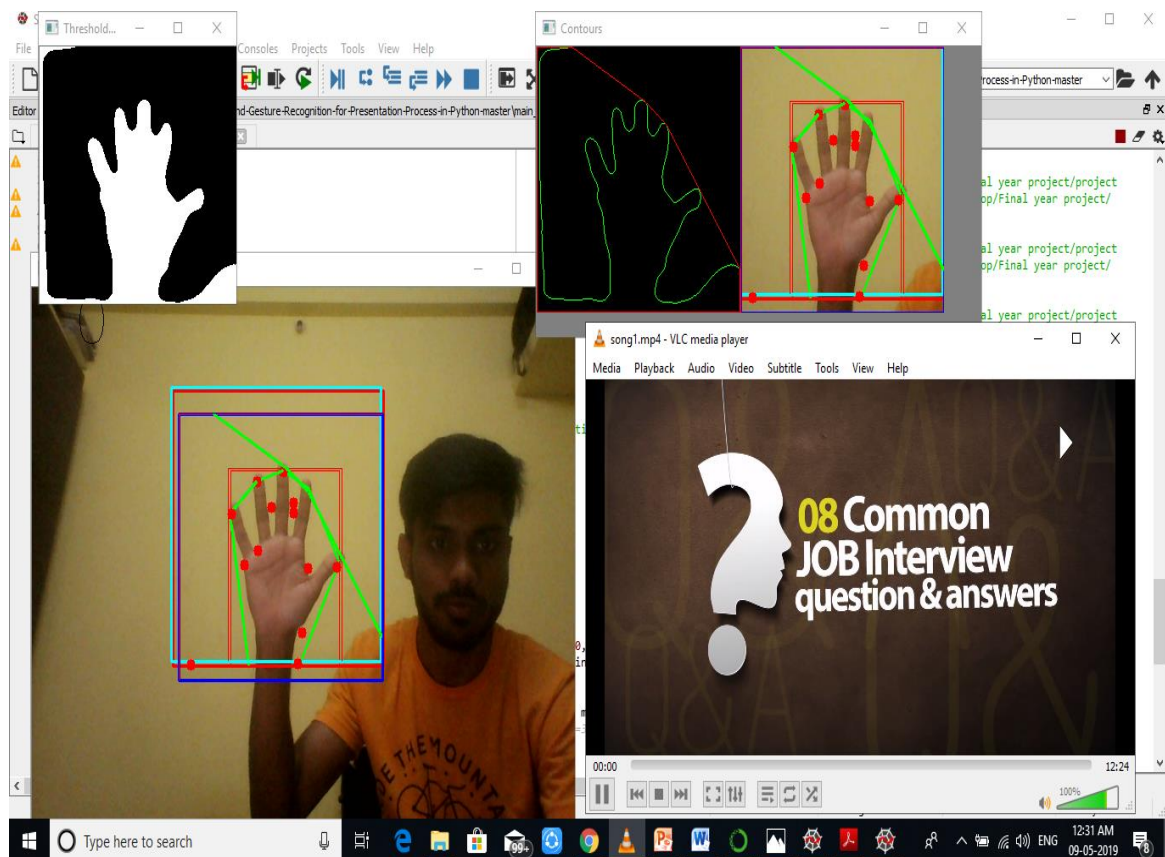 S
Threshold...
Contours
File
Consoles Projects Tools View Help
rocess-in-Python-master
Editor
nd-Gesture-Recognition-for-Presentation-Process-in-Python-master\main_
al year project/project
op/Final year project/
al year project/project
op/Final year project/
al year project/project
song1.mp4 - VLC media player
Media Playback Audio Video Subtitle Tools View Help
08 Common
JOB Interview
question & answers
Q&A
DE THE MOUNTA
00:00
12:24
100%
Type here to search
99+
ENG
12:31 AM
09-05-2019
8